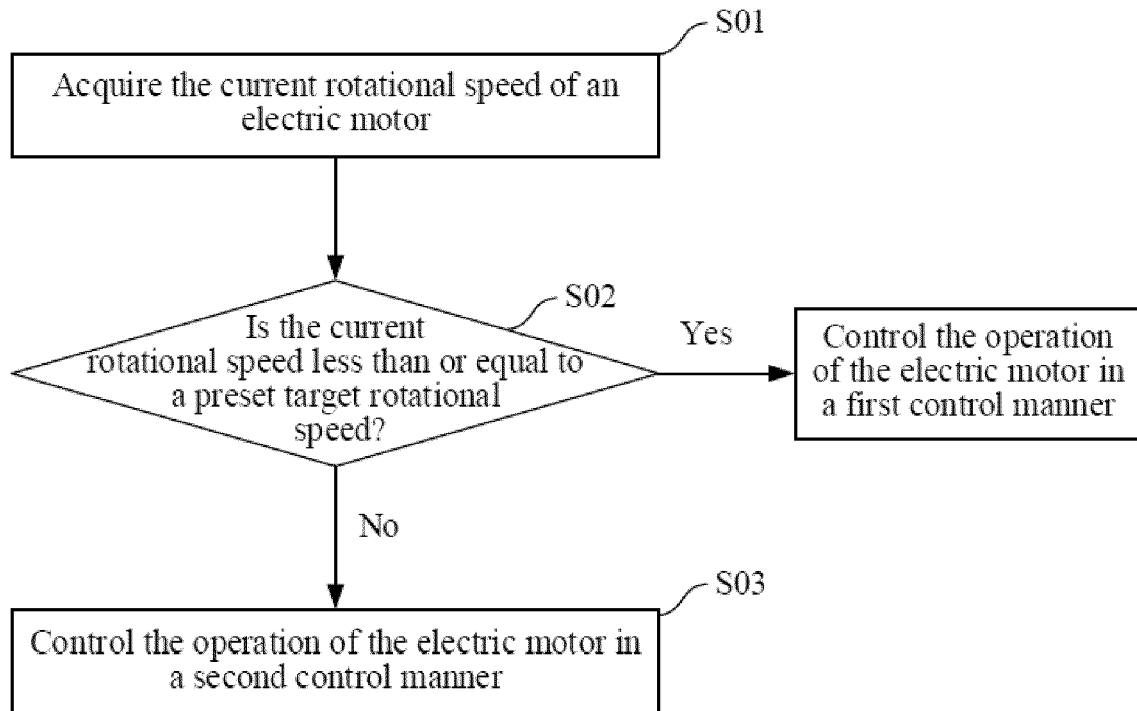 S01
Acquire the current rotational speed of an
electric motor
S02
Is the current
rotational speed less than or equal to
a preset target rotational
speed?
Yes
Control the operation
of the electric motor in
a first control manner
No
S03
Control the operation of the electric motor in
a second control manner